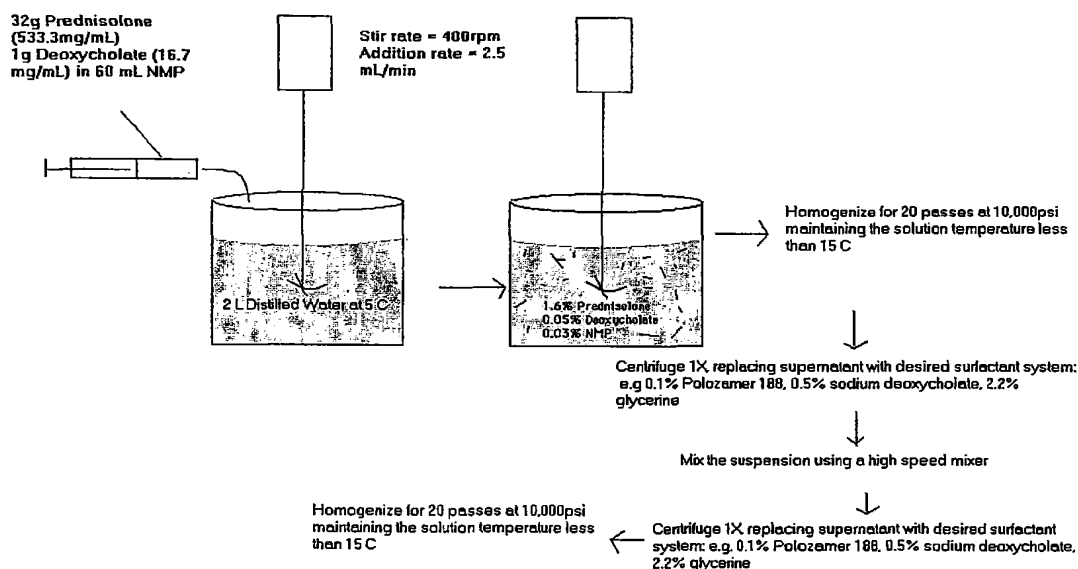 32g Prednisolone
(533.3mg/mL)
1g Deoxycholate (16.7
mg/mL) in 60 mL NMP
Stir rate = 400rpm
Addition rate = 2.5
mL/min
2 L Distilled Water at 5 C
1.6% Prednisolone
0.05% Deoxycholate
0.03% NMP
Homogenize for 20 passes at 10,000psi
maintaining the solution temperature less
than 15 C
Centrifuge 1X, replacing supernatant with desired surfactant system:
e.g 0.1% Polozamer 188, 0.5% sodium deoxycholate, 2.2%
glycerine
Mix the suspension using a high speed mixer
Centrifuge 1X, replacing supernatant with desired surfactant
system: e.g. 0.1% Polozamer 188, 0.5% sodium deoxycholate,
2.2% glycerine
Homogenize for 20 passes at 10,000psi
maintaining the solution temperature less
than 15 C